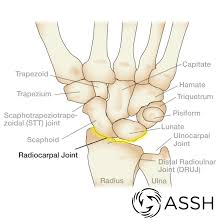 Trapezoid
Capitate
Trapezium
Hamate
Triquetrum
Scaphotrapeziotrape-
zoidal (STT) Joint
Pisiform
Scaphoid
Lunate
Ulnocarpal
Joint
Radiocarpal Joint
Distal Radioulnar
Joint (DRUJ)
Radius
Ulna
ASSH